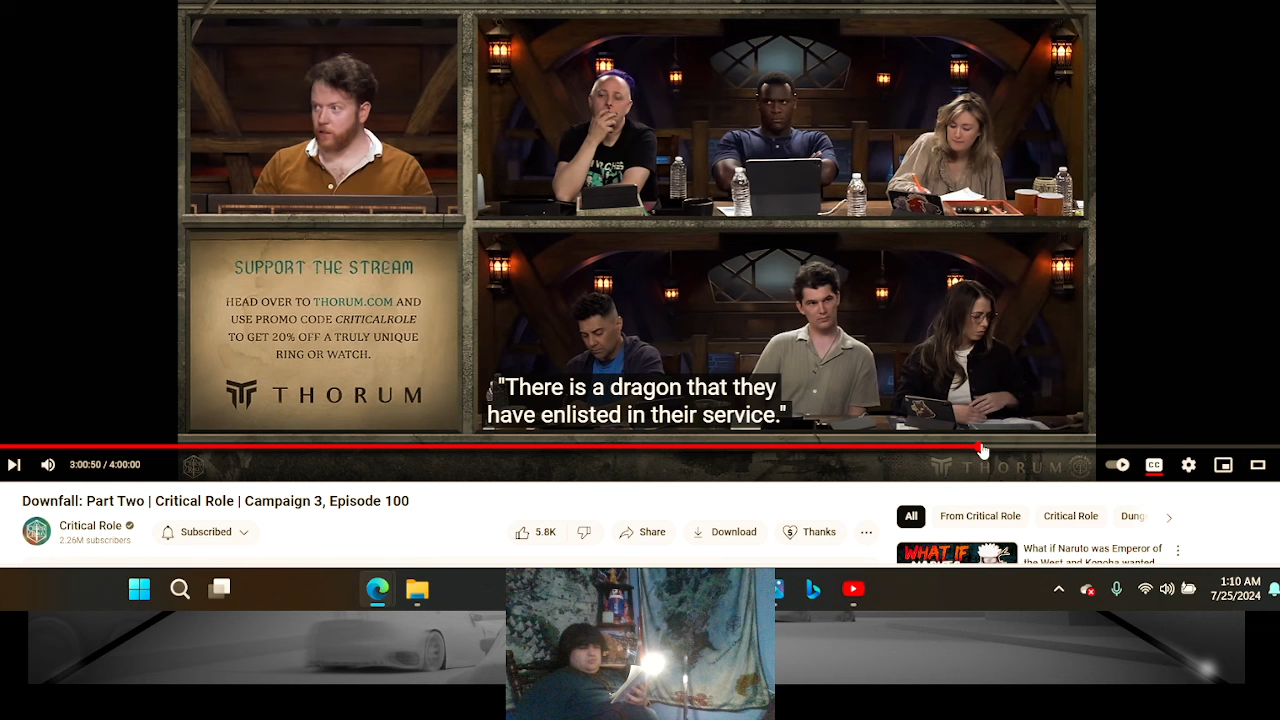 SUPPORT THE STREAM
HEAD OVER TO THORUM.COM AND
USE PROMO CODE CRITICALROLE
TO GET 20% OFF A TRULY UNIQUE
RING OR WATCH.
THORUM
"There is a dragon that they
have enlisted in their service."
3:00:50 / 4:00:00
THORUM
CC
Downfall: Part Two | Critical Role | Campaign 3, Episode 100
Critical Role
2.26M subscribers
Subscribed
5.8K
Share
Download
Thanks
All
From Critical Role
Critical Role
Dung
WHAT IF
What if Naruto was Emperor of
the West and Konoha wanted
1:10 AM
7/25/2024